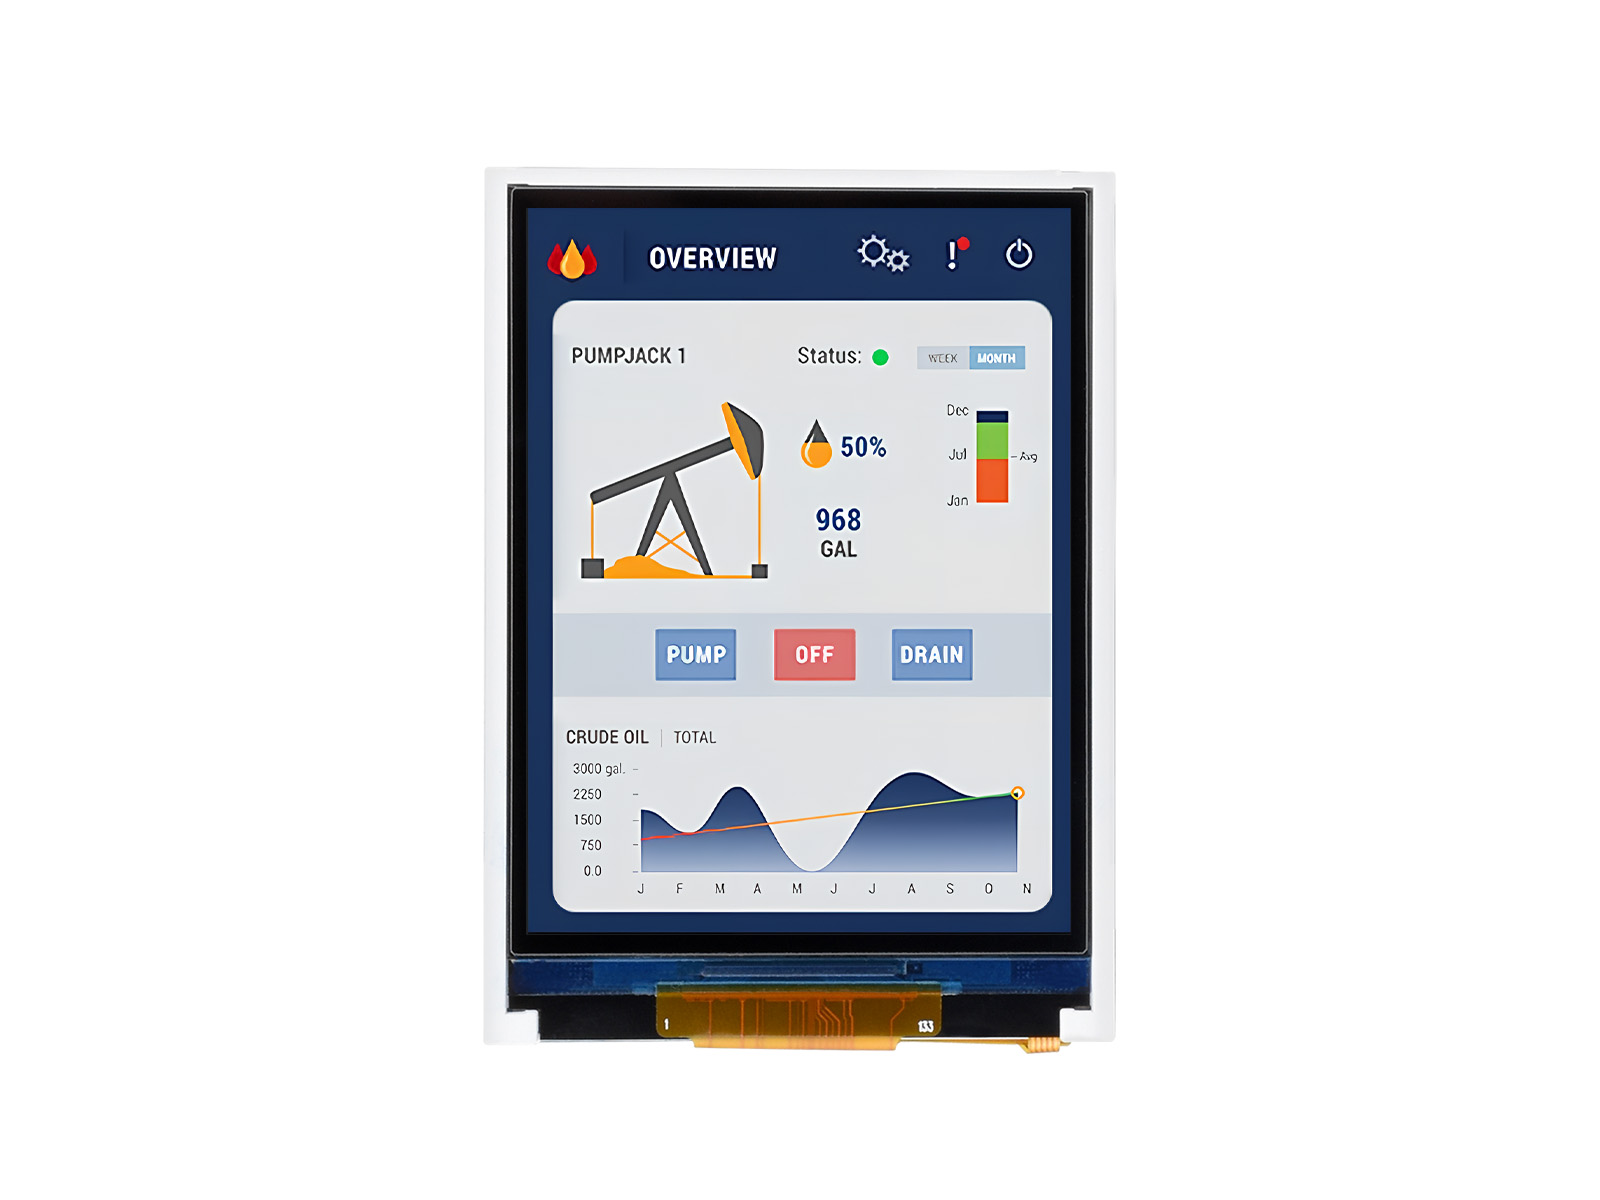 OVERVIEW !
PUMPJACK 1 Status: WEEK MONTH
Dec
50%
Jul Avg
Jan
968
GAL
PUMP OFF DRAIN
CRUDE OIL TOTAL
3000 gal.
2250
1500
750
0.0
J F M A M J J A S O N
1 133